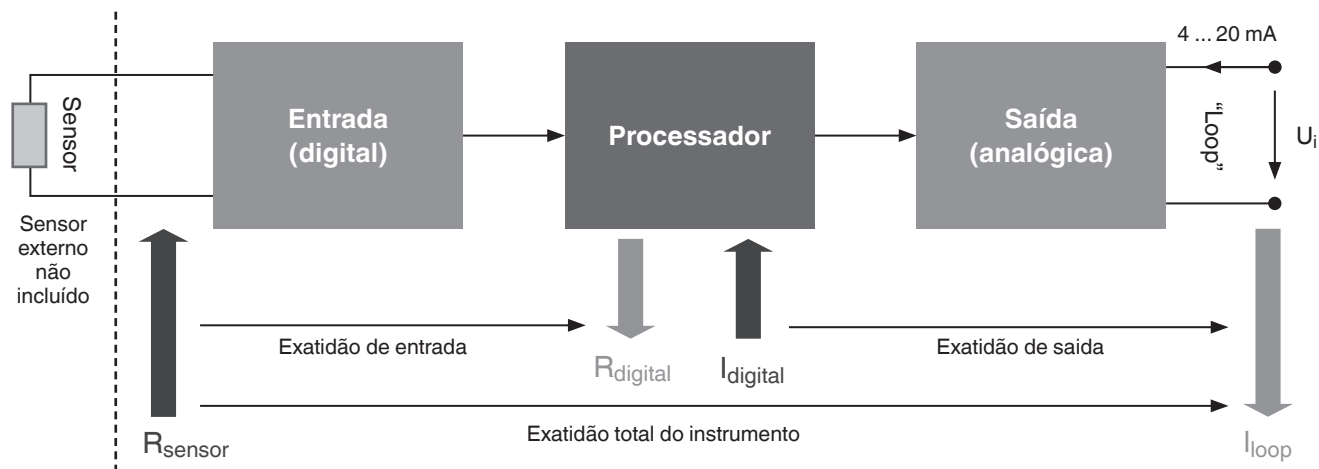 4 ... 20 mA
Sensor
Entrada
(digital)
Processador
Saída
(analógica)
"Loop"
Ui
Sensor
externo
não
incluído
Exatidão de entrada
Exatidão de saida
Rdigital
Idigital
Exatidão total do instrumento
Rsensor
Iloop